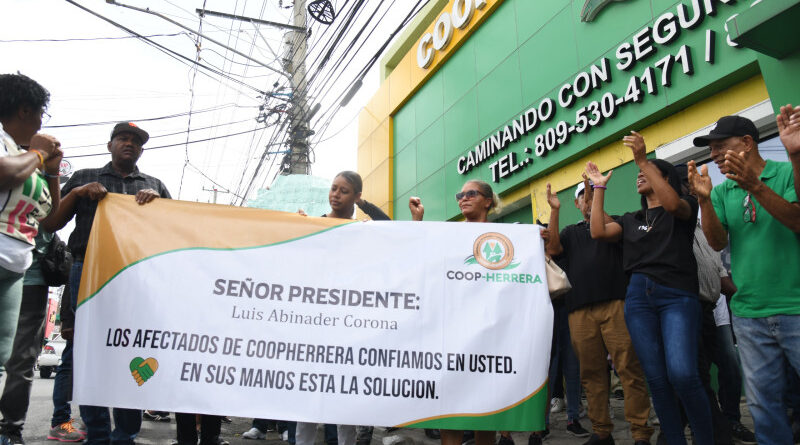 COO
CAMINANDO CON SEGUR
TEL.: 809-530-4171 /
COOP-HERRERA
SEÑOR PRESIDENTE:
Luis Abinader Corona
LOS AFECTADOS DE COOPHERRERA CONFIAMOS EN USTED.
EN SUS MANOS ESTA LA SOLUCION.